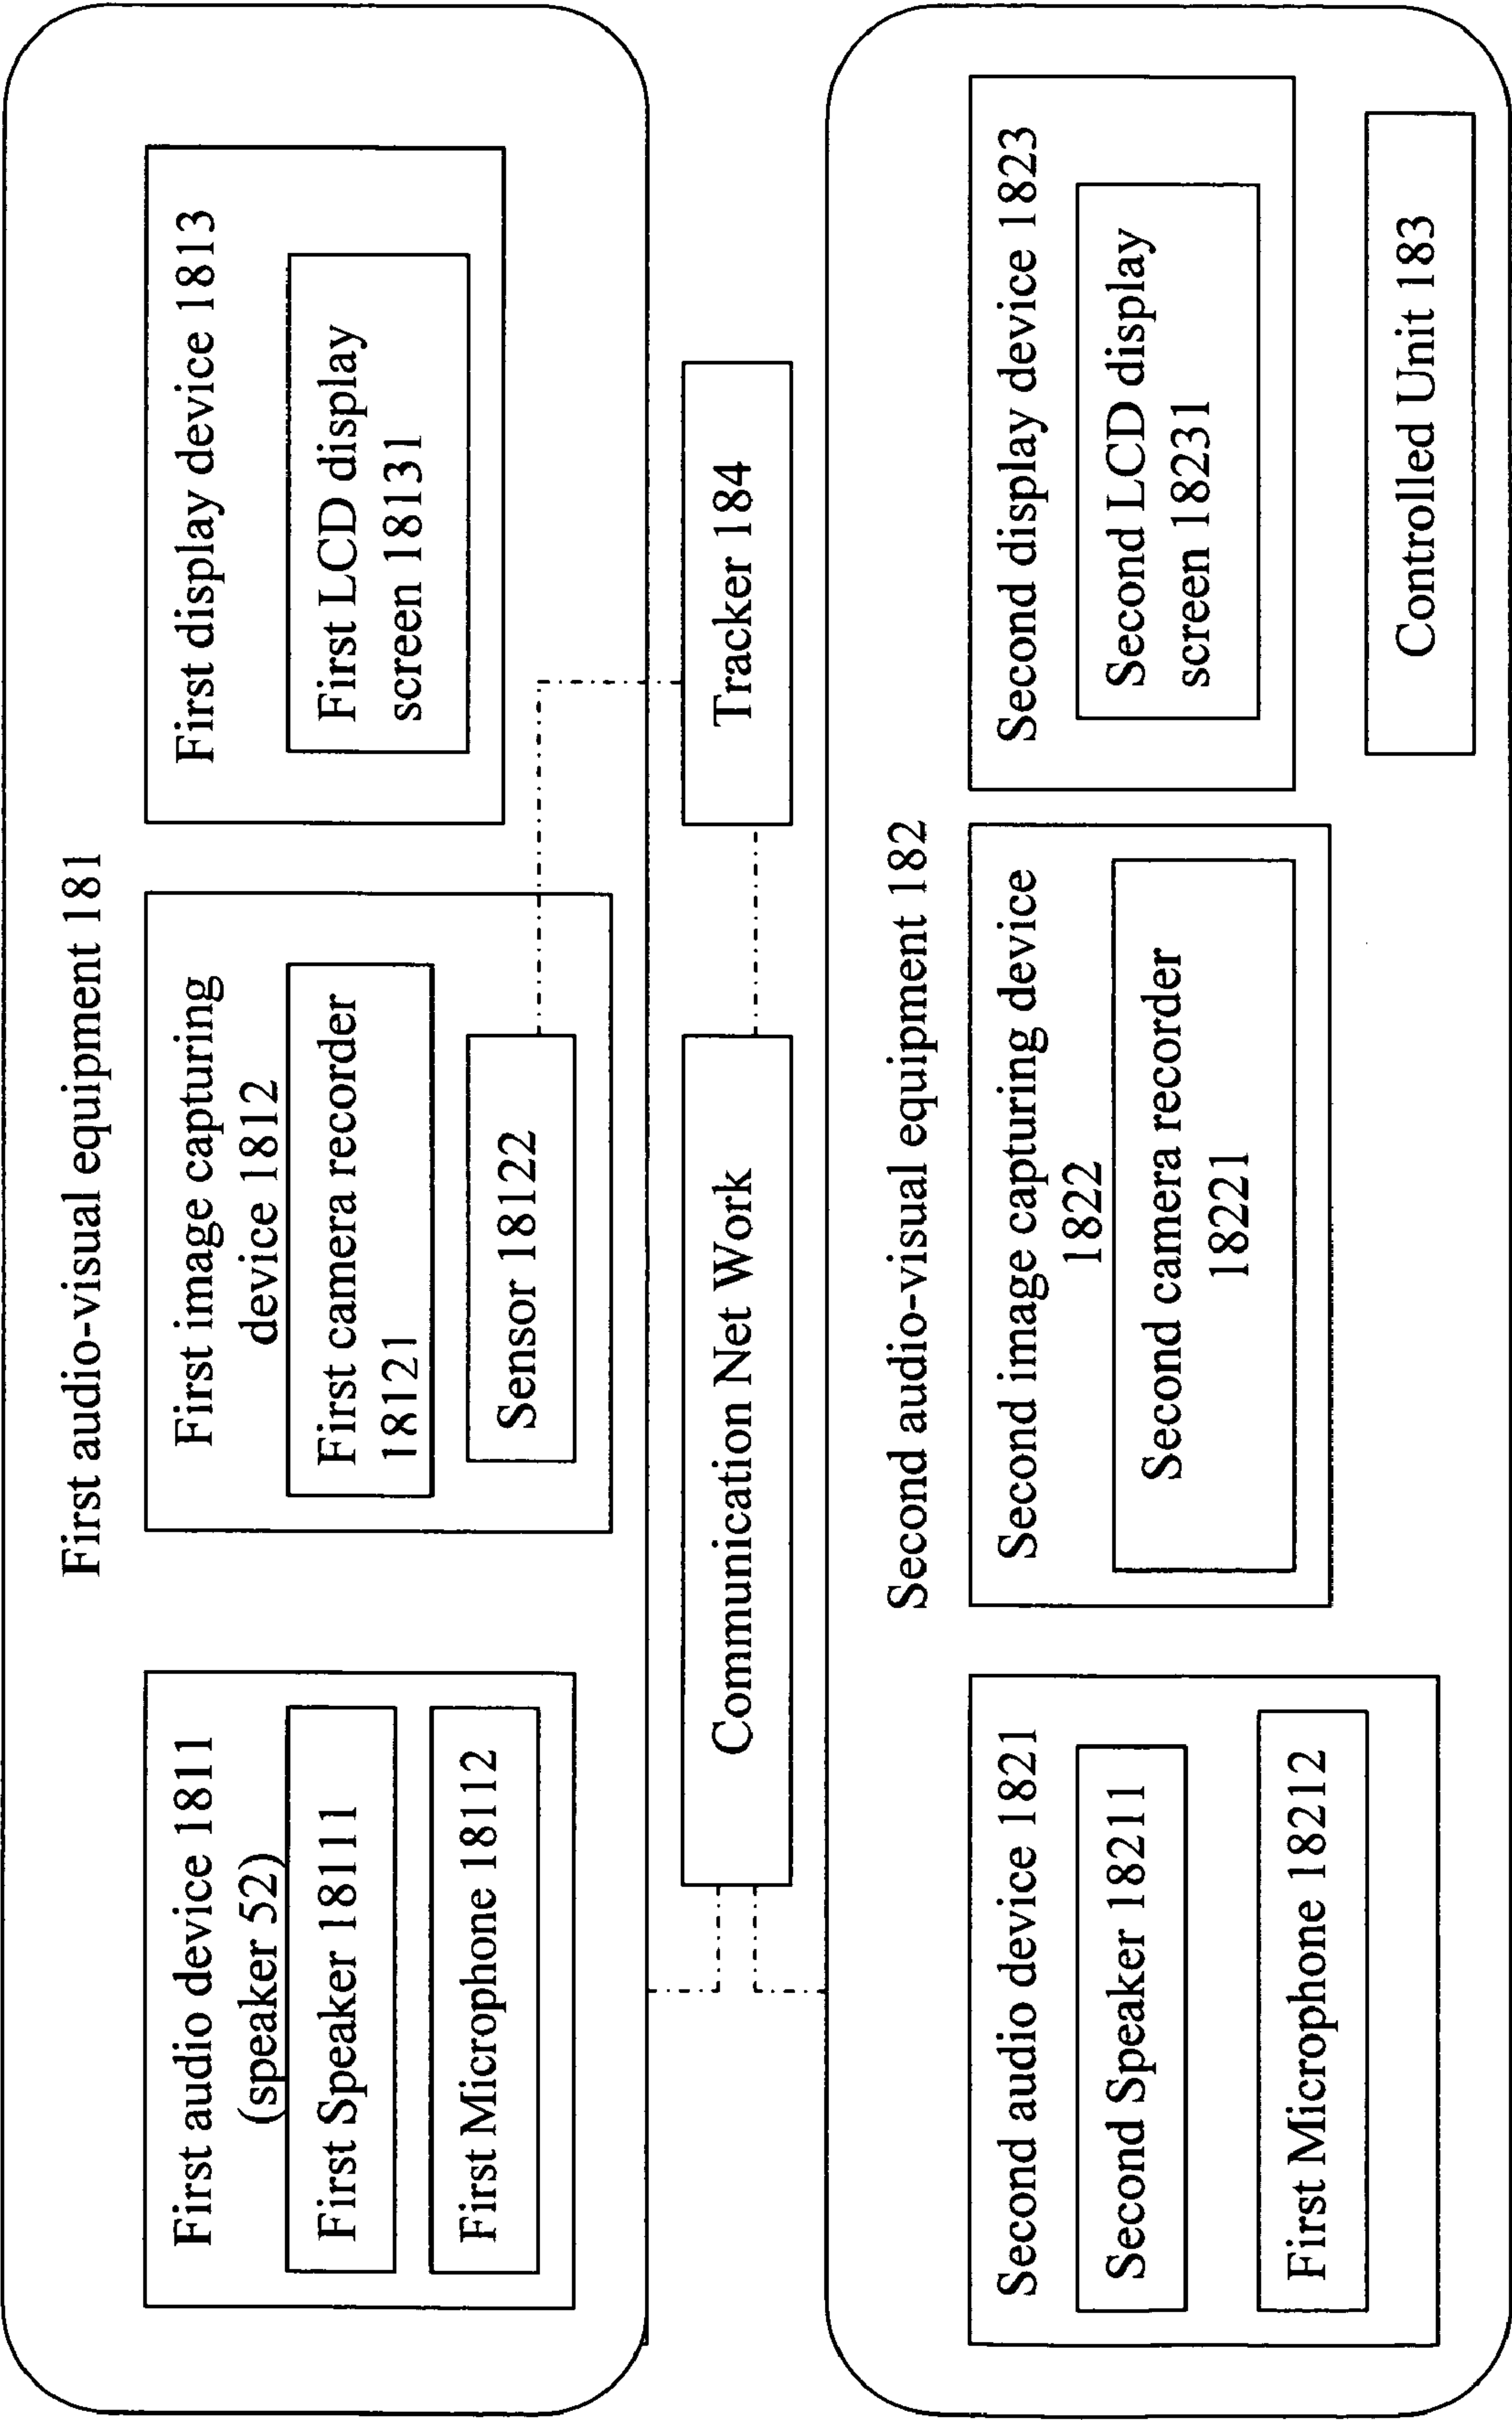 First audio-visual equipment 181
First audio device 1811
(speaker 52)
First Speaker 18111
First Microphone 18112
First image capturing
device 1812
First camera recorder
18121
Sensor 18122
First display device 1813
First LCD display
screen 18131
Communication Net Work
Tracker 184
Second audio-visual equipment 182
Second audio device 1821
Second Speaker 18211
First Microphone 18212
Second image capturing device
1822
Second camera recorder
18221
Second display device 1823
Second LCD display
screen 18231
Controlled Unit 183